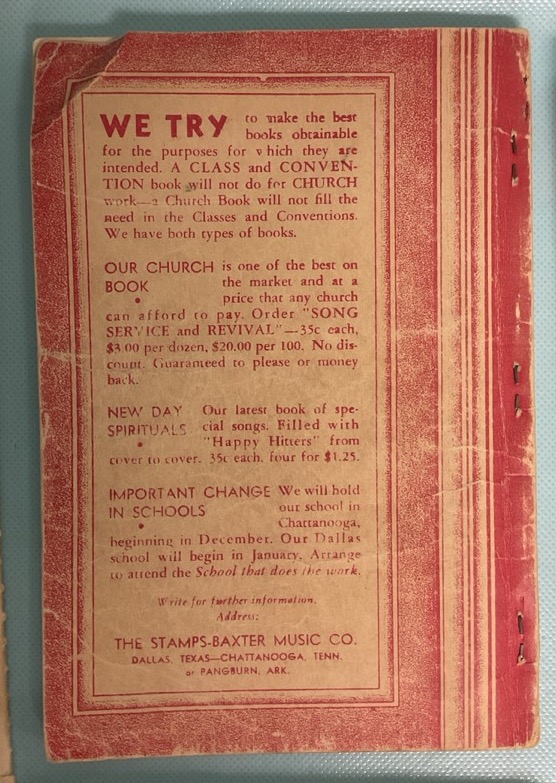 WE TRY to make the best
books obtainable
for the purposes for which they are
intended. A CLASS and CONVEN-
TION book will not do for CHURCH
work—a Church Book will not fill the
need in the Classes and Conventions.
We have both types of books.
OUR CHURCH is one of the best on
BOOK the market and at a
price that any church
can afford to pay. Order "SONG
SERVICE and REVIVAL"—35c each,
$3.00 per dozen, $20.00 per 100. No dis-
count. Guaranteed to please or money
back.
NEW DAY Our latest book of spe-
SPIRITUALS cial songs. Filled with
"Happy Hitters" from
cover to cover. 35c each, four for $1.25.
IMPORTANT CHANGE We will hold
IN SCHOOLS our school in
Chattanooga,
beginning in December. Our Dallas
school will begin in January. Arrange
to attend the School that does the work.
Write for further information.
Address:
THE STAMPS-BAXTER MUSIC CO.
DALLAS, TEXAS—CHATTANOOGA, TENN.
or PANGBURN, ARK.